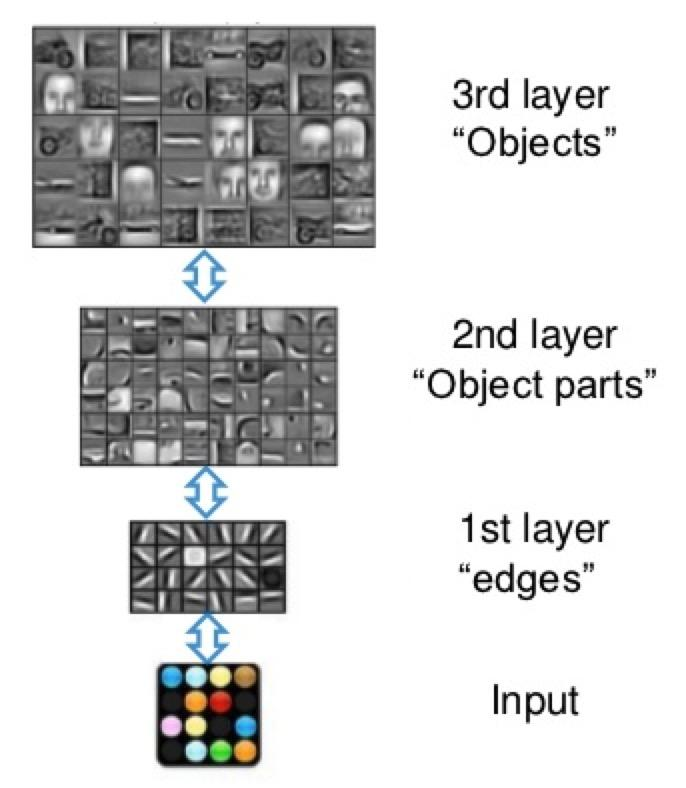 3rd layer
“Objects”
2nd layer
“Object parts”
1st layer
“edges”
Input